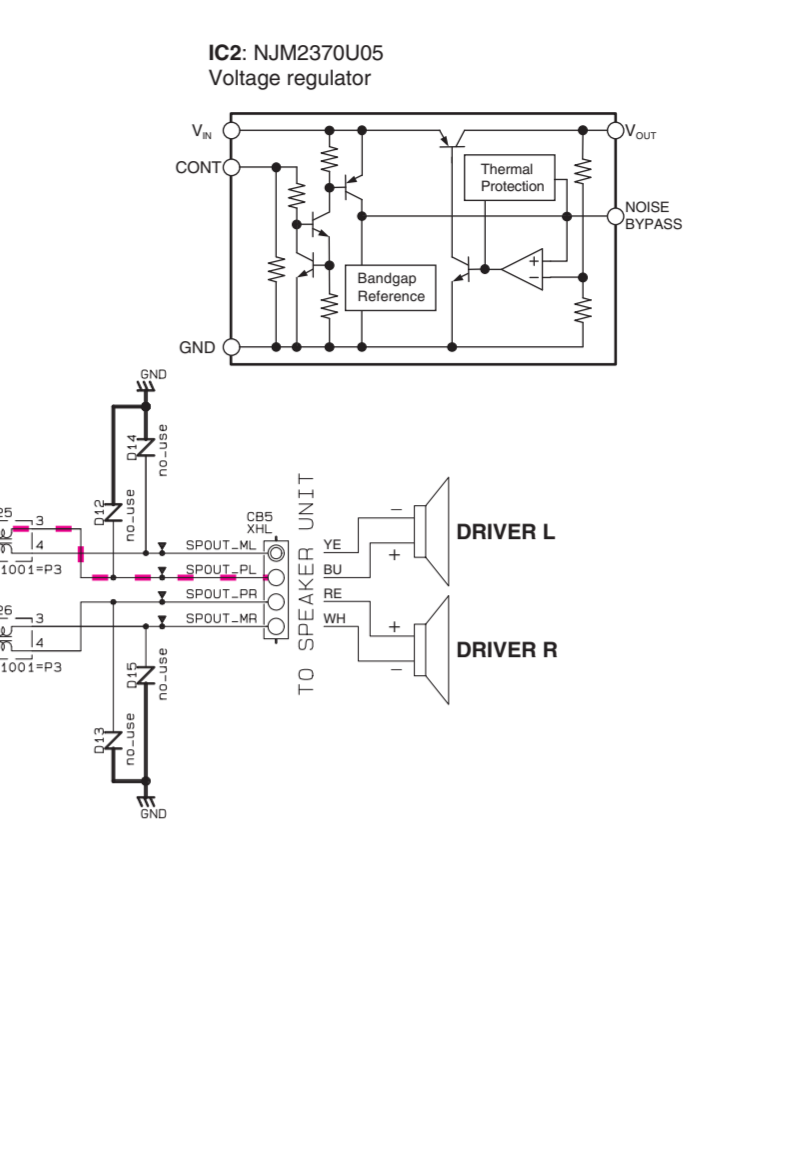 IC2: NJM2370U05
Voltage regulator
VIN
VOUT
CONT
Thermal
Protection
NOISE
BYPASS
Bandgap
Reference
+
−
GND
GND
D14
no_use
D12
no_use
25
3
4
1001=P3
CB5
XHL
SPOUT_ML
SPOUT_PL
SPOUT_PR
SPOUT_MR
TO SPEAKER UNIT
YE
BU
RE
WH
−
+
DRIVER L
+
−
DRIVER R
26
3
4
1001=P3
D15
no_use
D13
no_use
GND